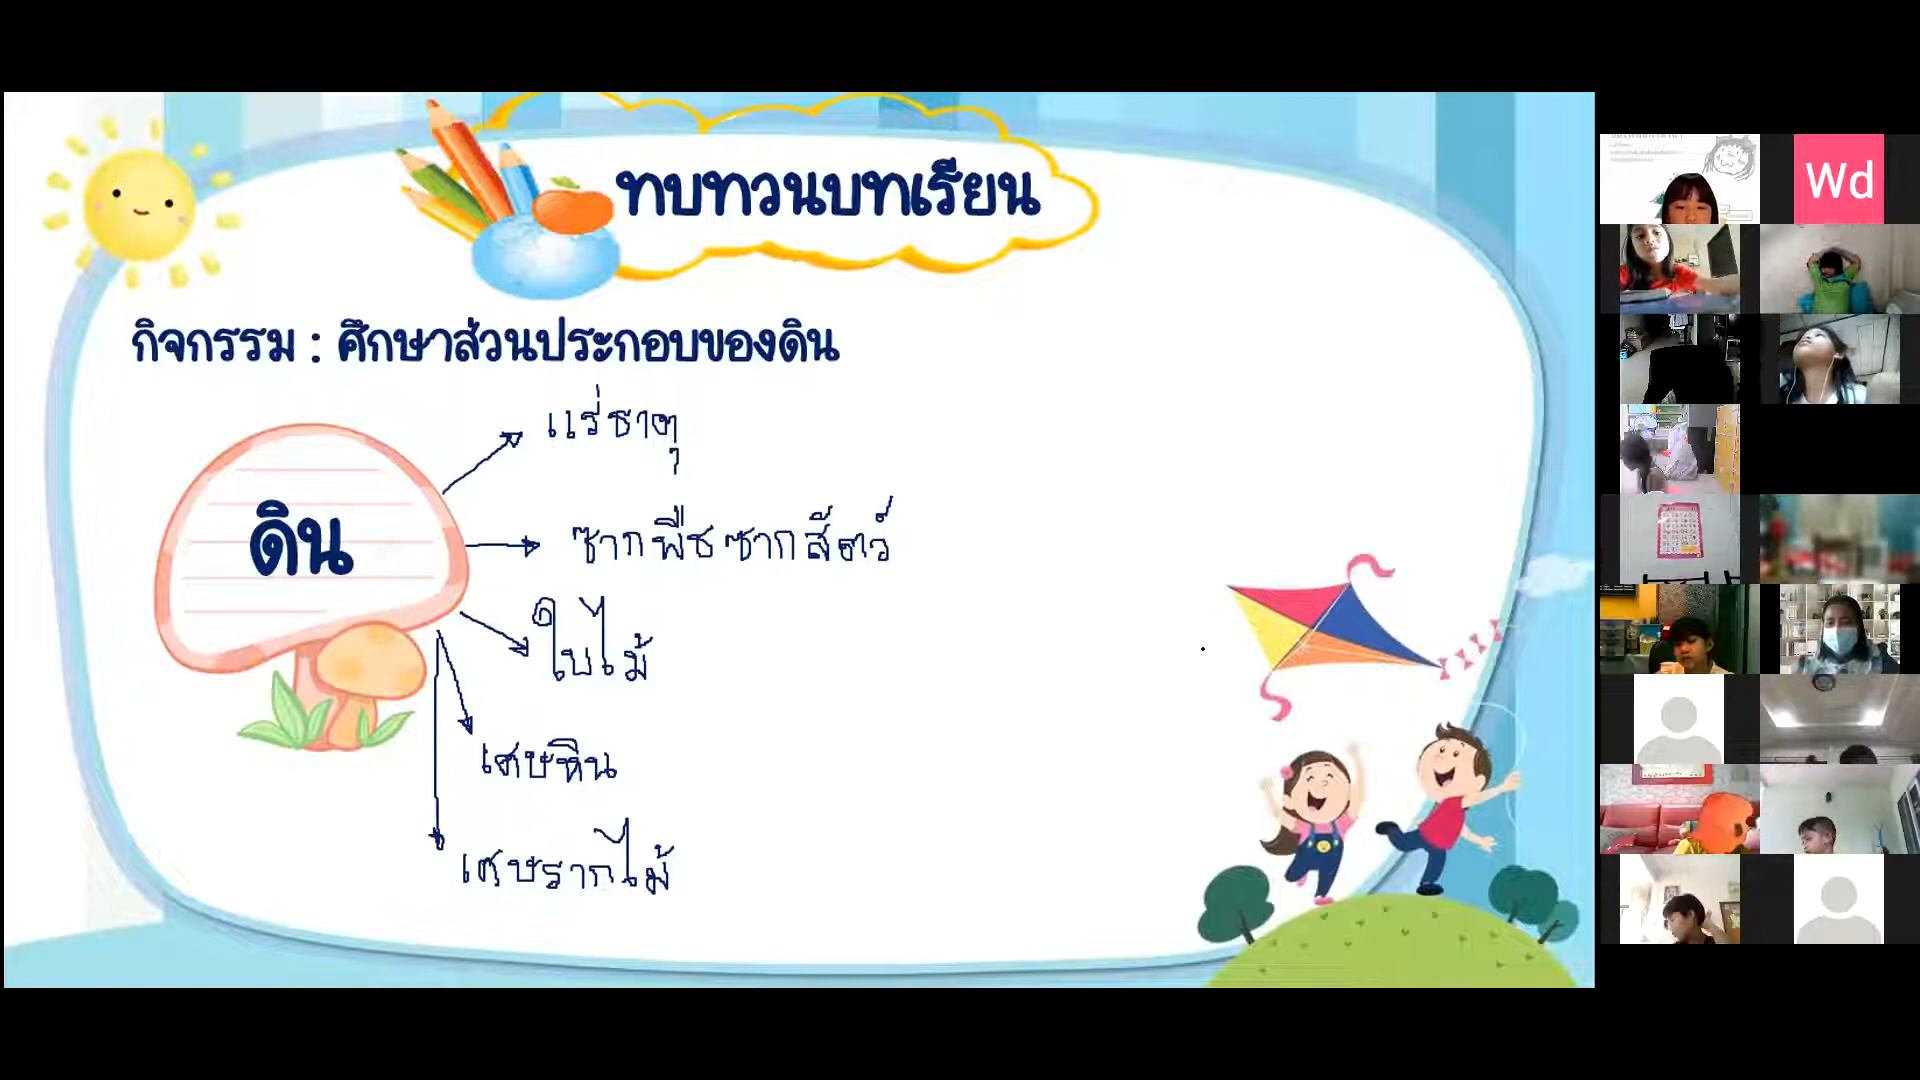 ทบทวนบทเรียน
กิจกรรม : ศึกษาส่วนประกอบของดิน
ดิน
แร่ธาตุ
ซากพืชซากสัตว์
ใบไม้
เศษหิน
เศษรากไม้
Wd